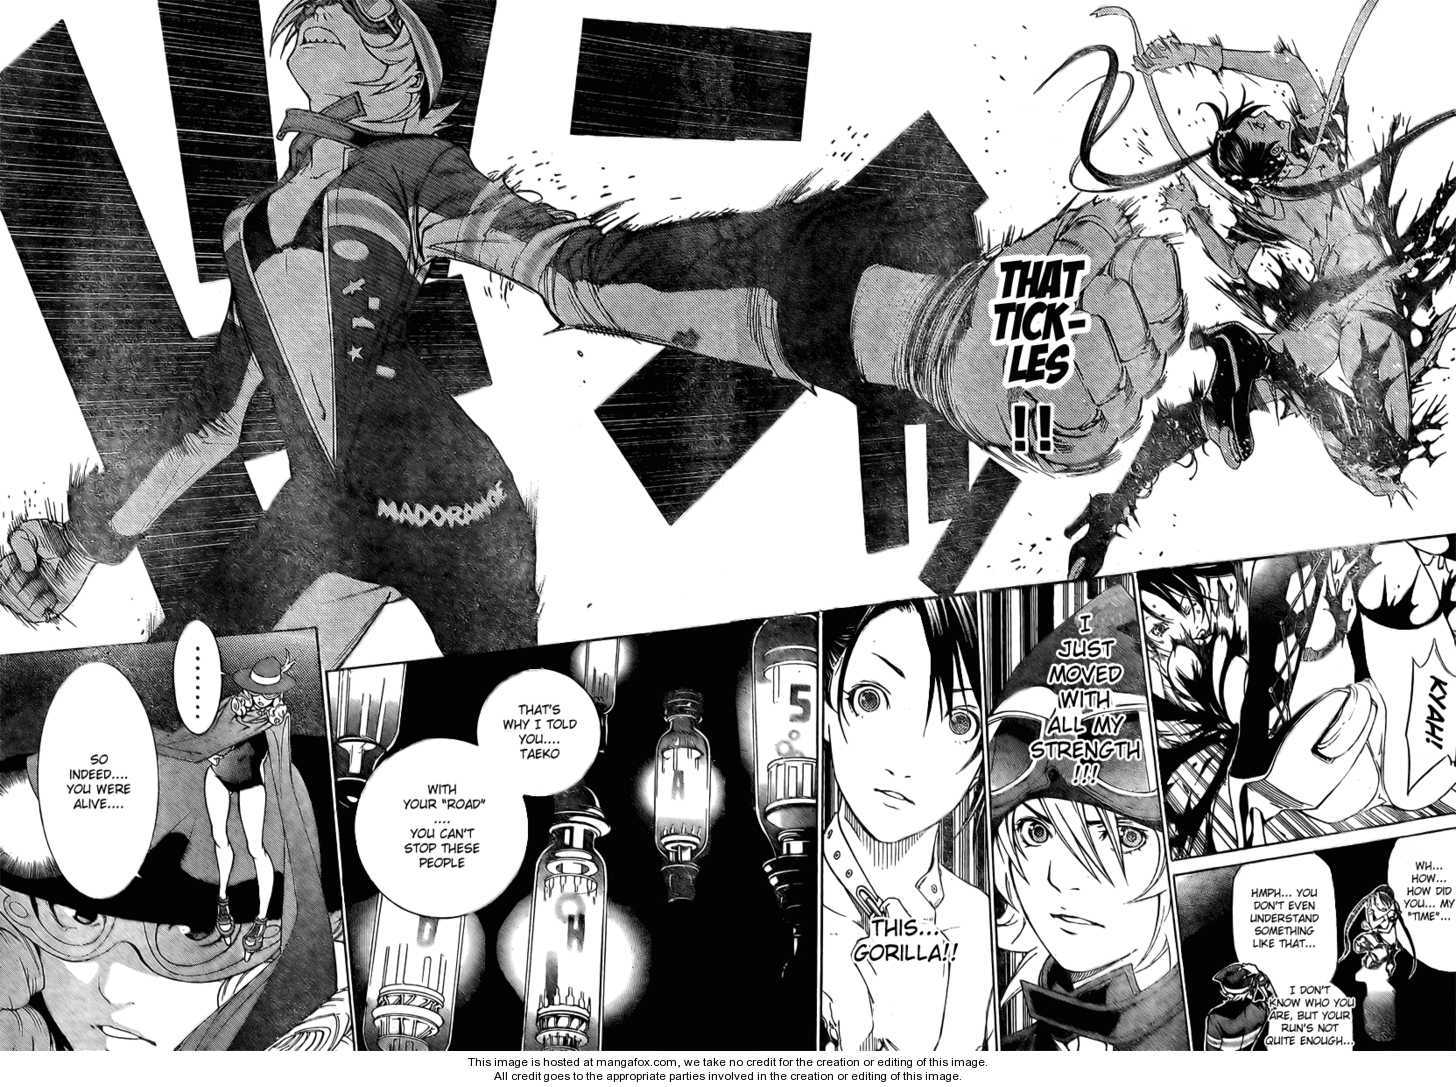 THAT
TICK-
LES
!!
MADORAMOE
KYAH!
WH...
HOW...
HOW DID
YOU... MY
"TIME"...
HMPH... YOU
DON'T EVEN
UNDERSTAND
SOMETHING
LIKE THAT...
I DON'T
KNOW WHO YOU
ARE, BUT YOUR
RUN'S NOT
QUITE ENOUGH...
I
JUST
MOVED
WITH
ALL MY
STRENGTH
!!!
THIS...
GORILLA!!
5
A
THAT'S
WHY I TOLD
YOU....
TAEKO
WITH
YOUR "ROAD"
....
YOU CAN'T
STOP THESE
PEOPLE
.........
SO
INDEED....
YOU WERE
ALIVE....
This image is hosted at mangafox.com, we take no credit for the creation or editing of this image.
All credit goes to the appropriate parties involved in the creation or editing of this image.